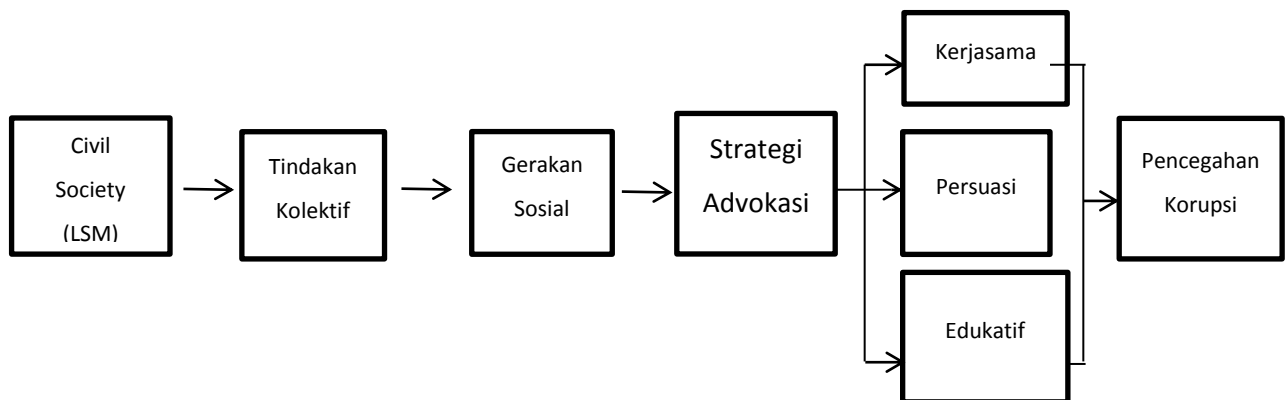 Civil
Society
(LSM)
Tindakan
Kolektif
Gerakan
Sosial
Strategi
Advokasi
Kerjasama
Persuasi
Edukatif
Pencegahan
Korupsi